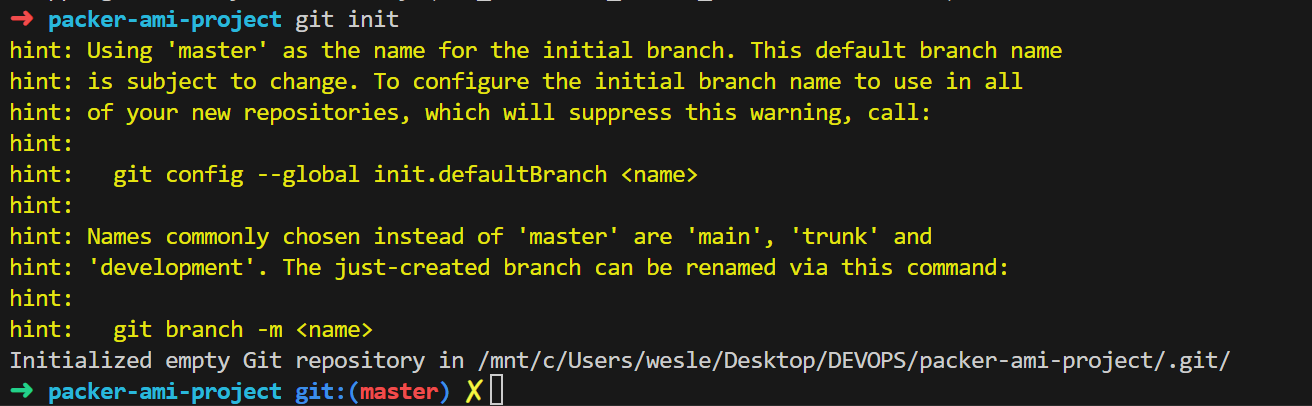 ➜ packer-ami-project git init
hint: Using 'master' as the name for the initial branch. This default branch name
hint: is subject to change. To configure the initial branch name to use in all
hint: of your new repositories, which will suppress this warning, call:
hint:
hint:   git config --global init.defaultBranch <name>
hint:
hint: Names commonly chosen instead of 'master' are 'main', 'trunk' and
hint: 'development'. The just-created branch can be renamed via this command:
hint:
hint:   git branch -m <name>
Initialized empty Git repository in /mnt/c/Users/wesle/Desktop/DEVOPS/packer-ami-project/.git/
➜ packer-ami-project git:(master) ✗